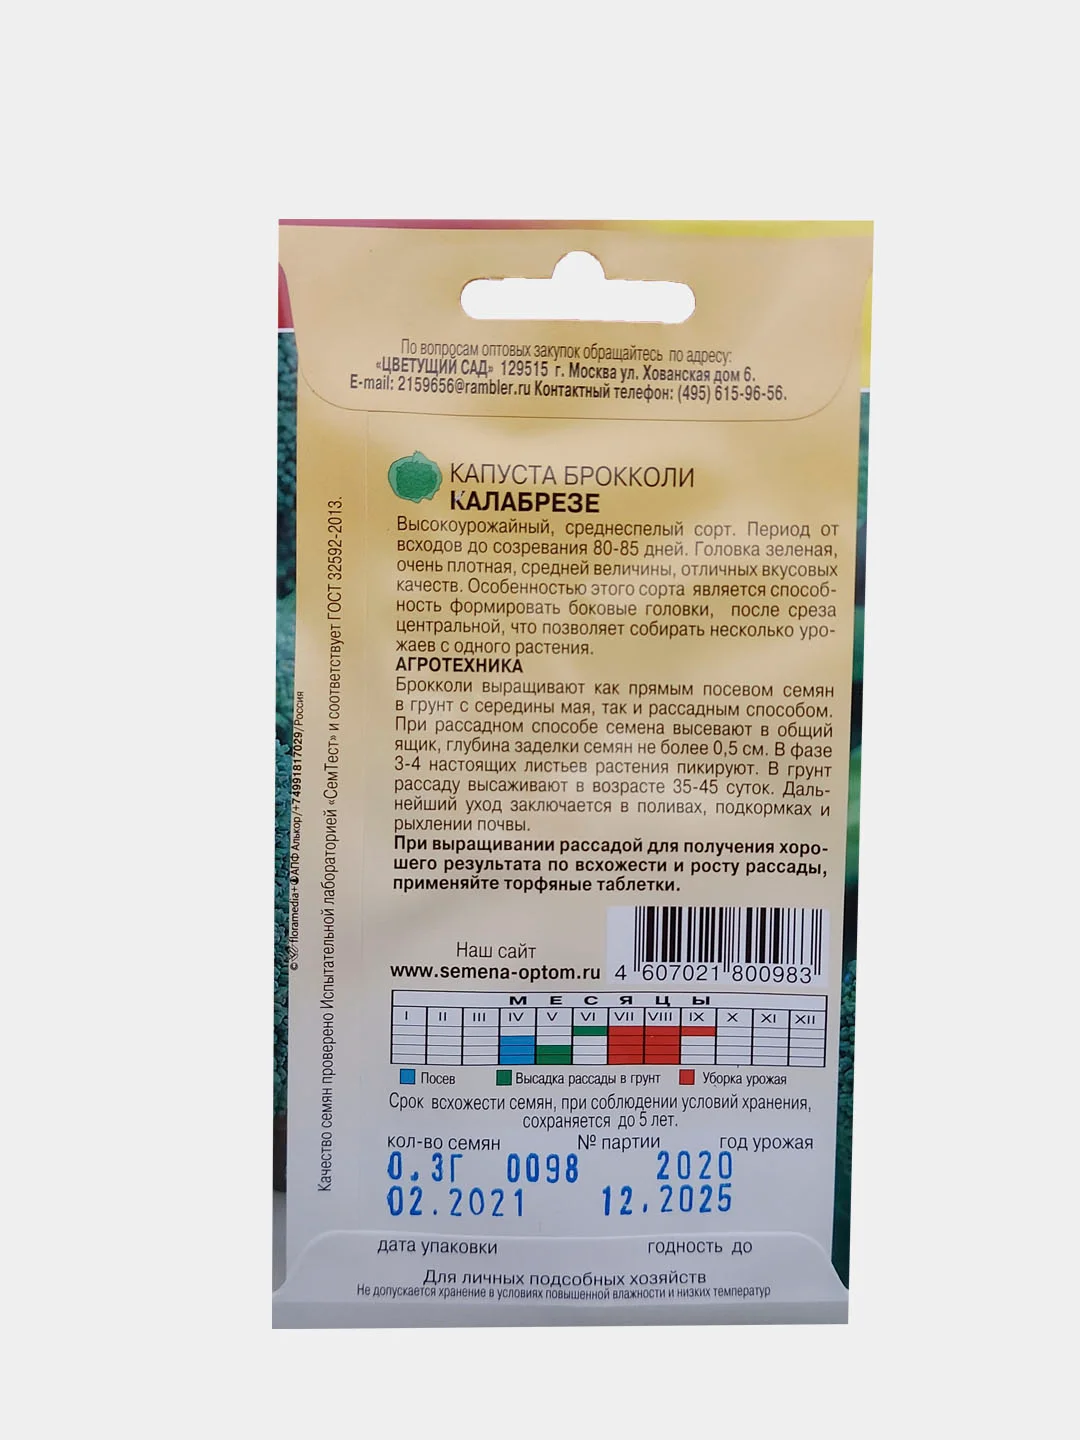 По вопросам оптовых закупок обращайтесь по адресу:
«ЦВЕТУЩИЙ САД» 129515 г. Москва ул. Хованская дом 6.
E-mail: 2159656@rambler.ru Контактный телефон: (495) 615-96-56.
КАПУСТА БРОККОЛИ
КАЛАБРЕЗЕ
Высокоурожайный, среднеспелый сорт. Период от
всходов до созревания 80-85 дней. Головка зеленая,
очень плотная, средней величины, отличных вкусовых
качеств. Особенностью этого сорта является способ-
ность формировать боковые головки, после среза
центральной, что позволяет собирать несколько уро-
жаев с одного растения.
АГРОТЕХНИКА
Брокколи выращивают как прямым посевом семян
в грунт с середины мая, так и рассадным способом.
При рассадном способе семена высевают в общий
ящик, глубина заделки семян не более 0,5 см. В фазе
3-4 настоящих листьев растения пикируют. В грунт
рассаду высаживают в возрасте 35-45 суток. Даль-
нейший уход заключается в поливах, подкормках и
рыхлении почвы.
При выращивании рассадой для получения хоро-
шего результата по всхожести и росту рассады,
применяйте торфяные таблетки.
Наш сайт
www.semena-optom.ru
4 607021 800983
МЕСЯЦЫ
I II III IV V VI VII VIII IX X XI XII
Посев Высадка рассады в грунт Уборка урожая
Срок всхожести семян, при соблюдении условий хранения,
сохраняется до 5 лет.
кол-во семян № партии год урожая
0.3Г 0098 2020
02.2021 12.2025
дата упаковки годность до
Для личных подсобных хозяйств
Не допускается хранение в условиях повышенной влажности и низких температур
Качество семян проверено Испытательной лабораторией «СемТест» и соответствует ГОСТ 32592-2013.
© floramedia+ АПФ Алькор/+74991817029/Россия